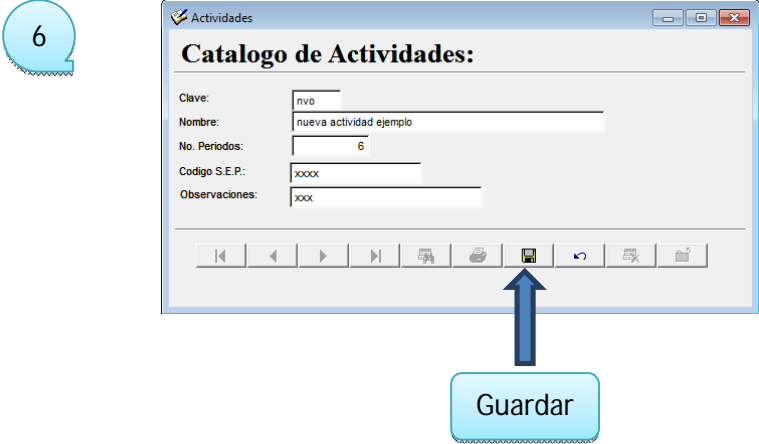 6
Actividades
Catalogo de Actividades:
Clave: nvo
Nombre: nueva actividad ejemplo
No. Periodos: 6
Codigo S.E.P.: xxxx
Observaciones: xxx
Guardar